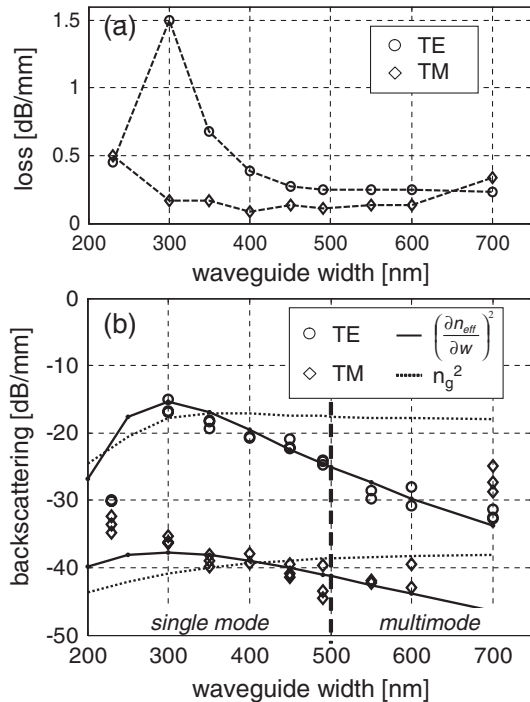 (a)
TE
TM
loss [dB/mm]
1.5
1
0.5
0
200 300 400 500 600 700
waveguide width [nm]
(b)
TE
TM
(∂n_eff/∂w)²
n_g²
backscattering [dB/mm]
0
-10
-20
-30
-40
-50
single mode
multimode
200 300 400 500 600 700
waveguide width [nm]